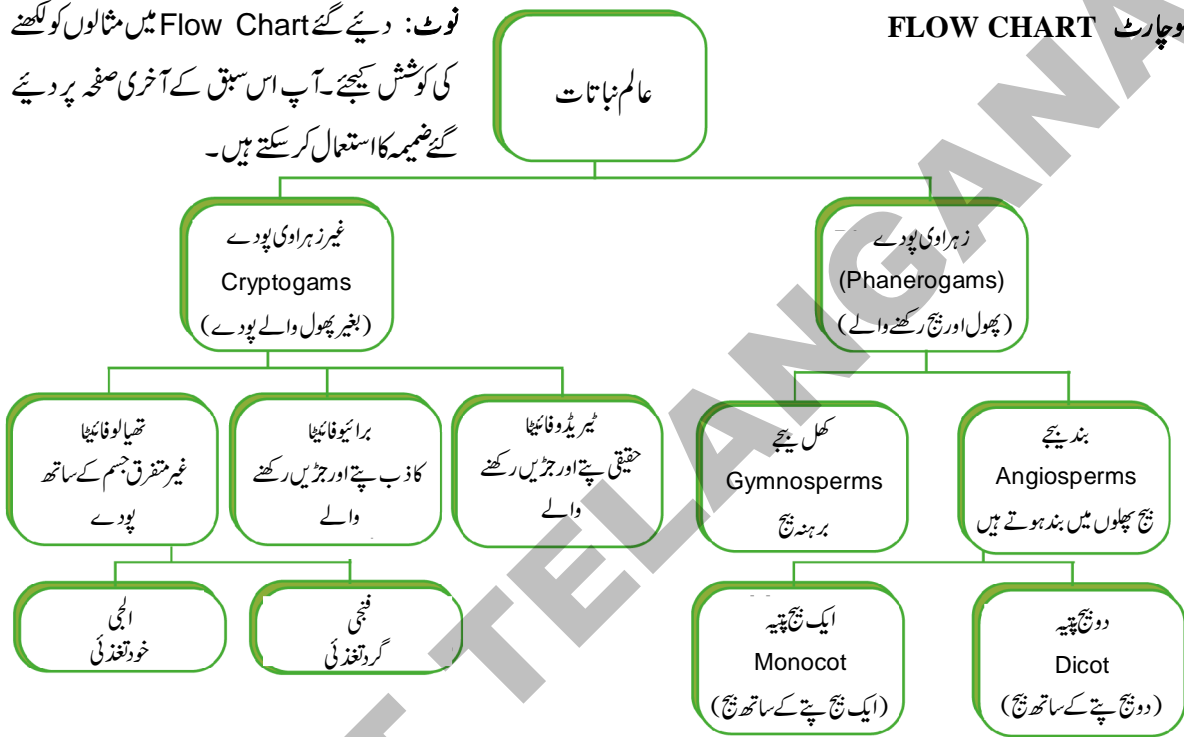 FLOW CHART وچارٹ
نوٹ: دیئے گئے Flow Chart میں مثالوں کو لکھنے
کی کوشش کیجئے۔ آپ اس سبق کے آخری صفحہ پر دیئے
گئے ضمیمہ کا استعمال کر سکتے ہیں۔
عالم نباتات
زہراوی پودے
(Phanerogams)
(پھول اور بیج رکھنے والے)
غیر زہراوی پودے
Cryptogams
(بغیر پھول والے پودے)
بند بیجے
Angiosperms
بیج پھلوں میں بند ہوتے ہیں
کھل بیجے
Gymnosperms
برہنہ بیج
ٹیریڈوفائیٹا
حقیقی پتے اور جڑیں رکھنے
والے
برائیوفائیٹا
کاذب پتے اور جڑیں رکھنے
والے
تھیالوفائیٹا
غیر متفرق جسم کے ساتھ
پودے
دو بیج پتیہ
Dicot
(دو بیج پتے کے ساتھ بیج)
ایک بیج پتیہ
Monocot
(ایک بیج پتے کے ساتھ بیج)
فنجی
گرد تغذئی
الجی
خود تغذئی
TELANGANA